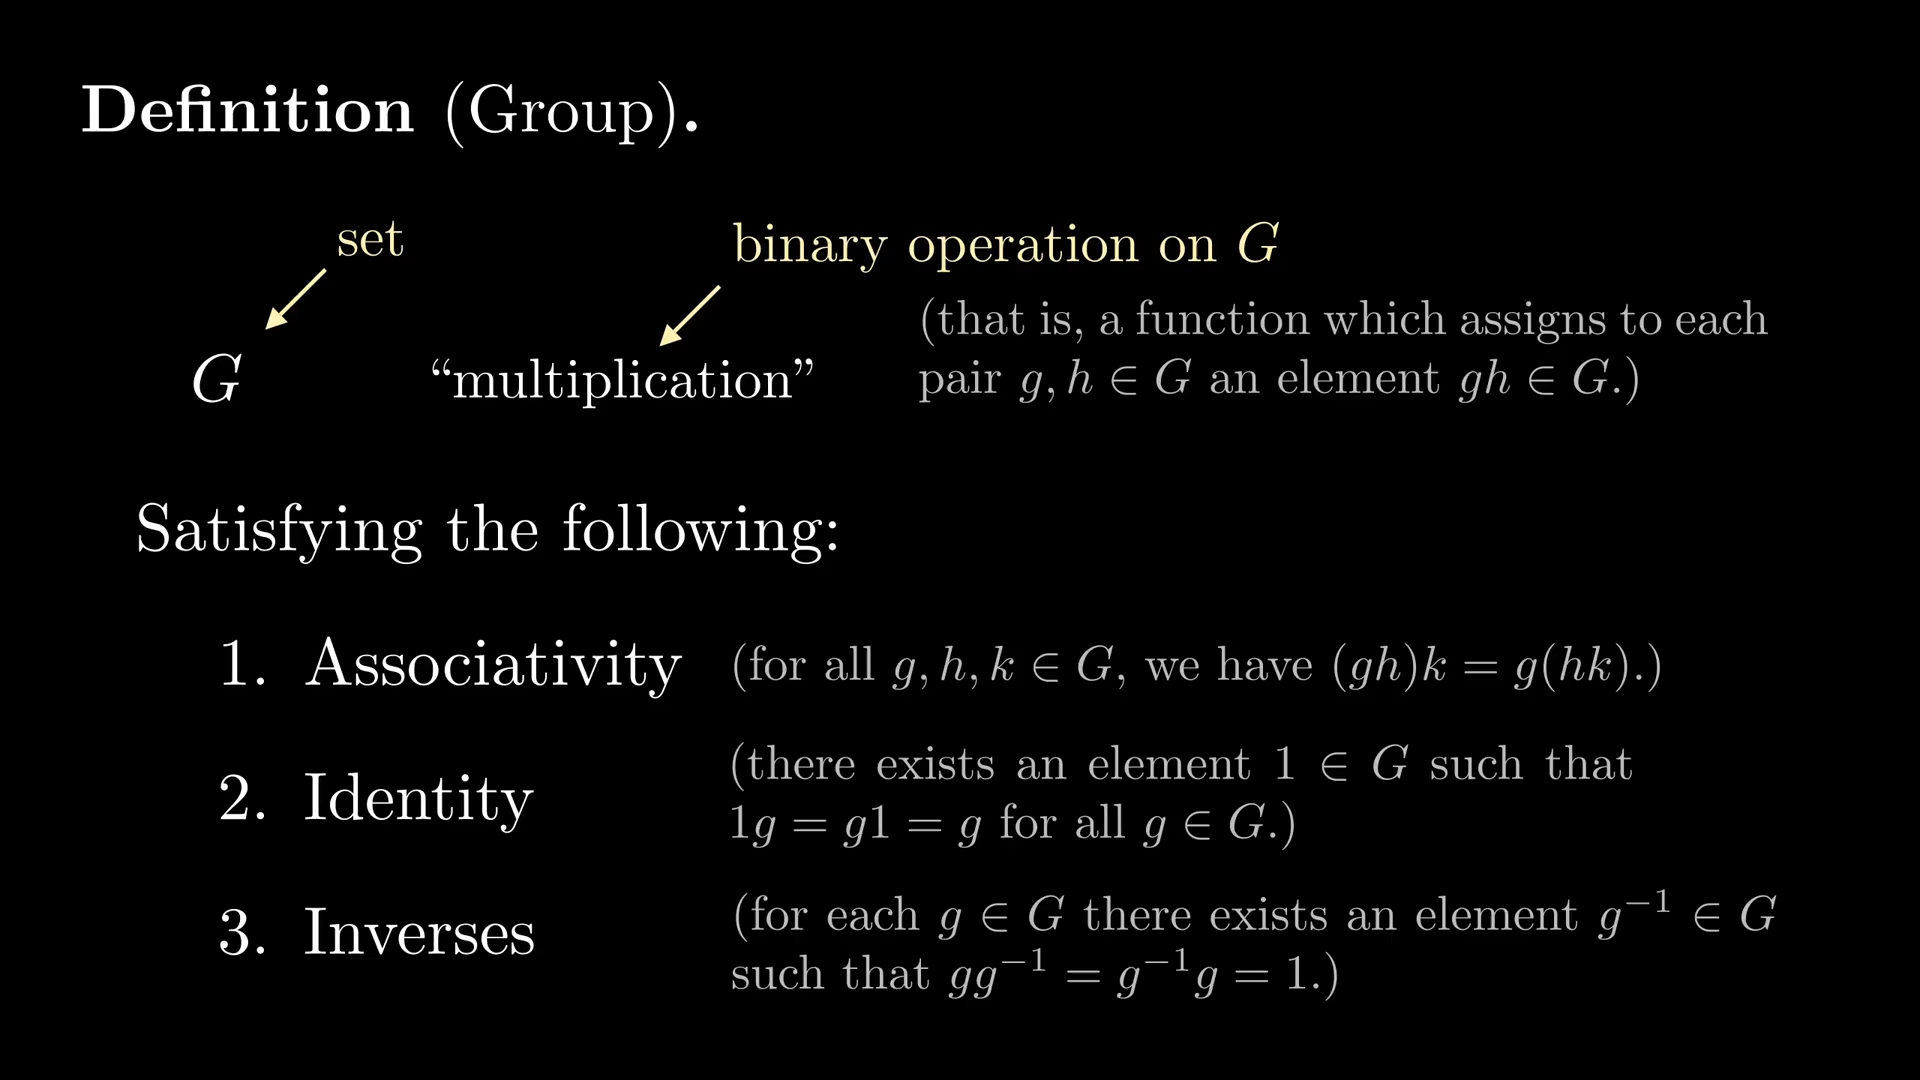 Definition (Group).
set
binary operation on G
(that is, a function which assigns to each
G
“multiplication”
pair g, h ∈ G an element gh ∈ G.)
Satisfying the following:
1. Associativity
(for all g, h, k ∈ G, we have (gh)k = g(hk).)
2. Identity
(there exists an element 1 ∈ G such that
1g = g1 = g for all g ∈ G.)
3. Inverses
(for each g ∈ G there exists an element g⁻¹ ∈ G
such that gg⁻¹ = g⁻¹g = 1.)